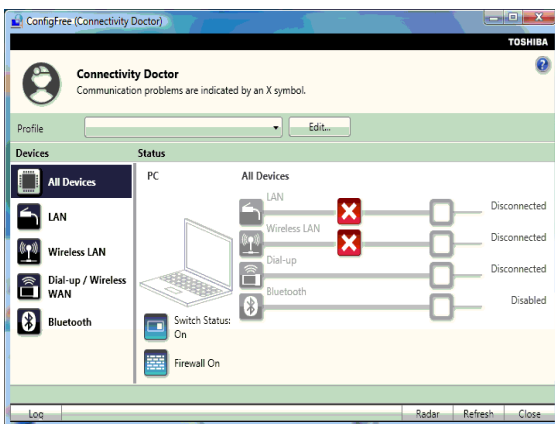 ConfigFree (Connectivity Doctor)
TOSHIBA
Connectivity Doctor
Communication problems are indicated by an X symbol.
Profile
Edit...
Devices
Status
All Devices
LAN
Wireless LAN
Dial-up / Wireless
WAN
Bluetooth
PC
Switch Status:
On
Firewall On
All Devices
LAN
Disconnected
Wireless LAN
Disconnected
Dial-up
Disconnected
Bluetooth
Disabled
Log
Radar
Refresh
Close